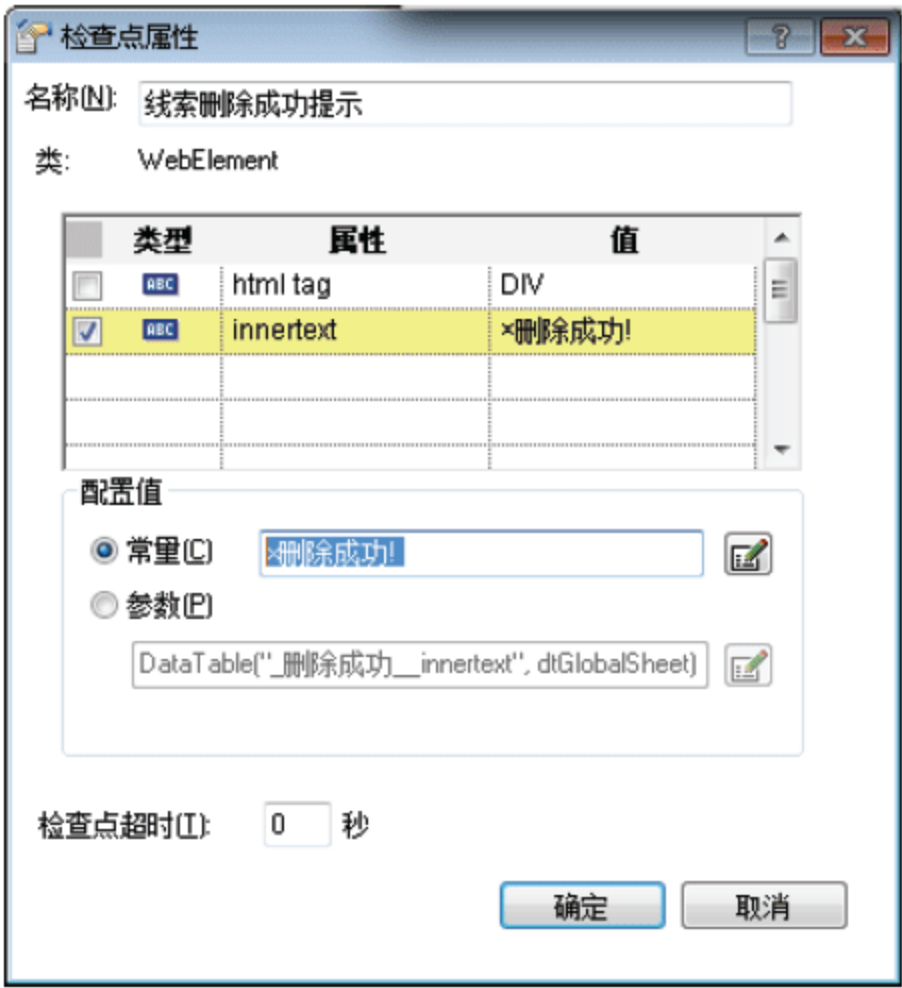 检查点属性
名称(N): 线索删除成功提示
类: WebElement
类型 属性 值
ABC html tag DIV
ABC innertext ×删除成功!
配置值
常量(C) ×删除成功!
参数(P)
DataTable("_删除成功__innertext", dtGlobalSheet)
检查点超时(T): 0 秒
确定 取消